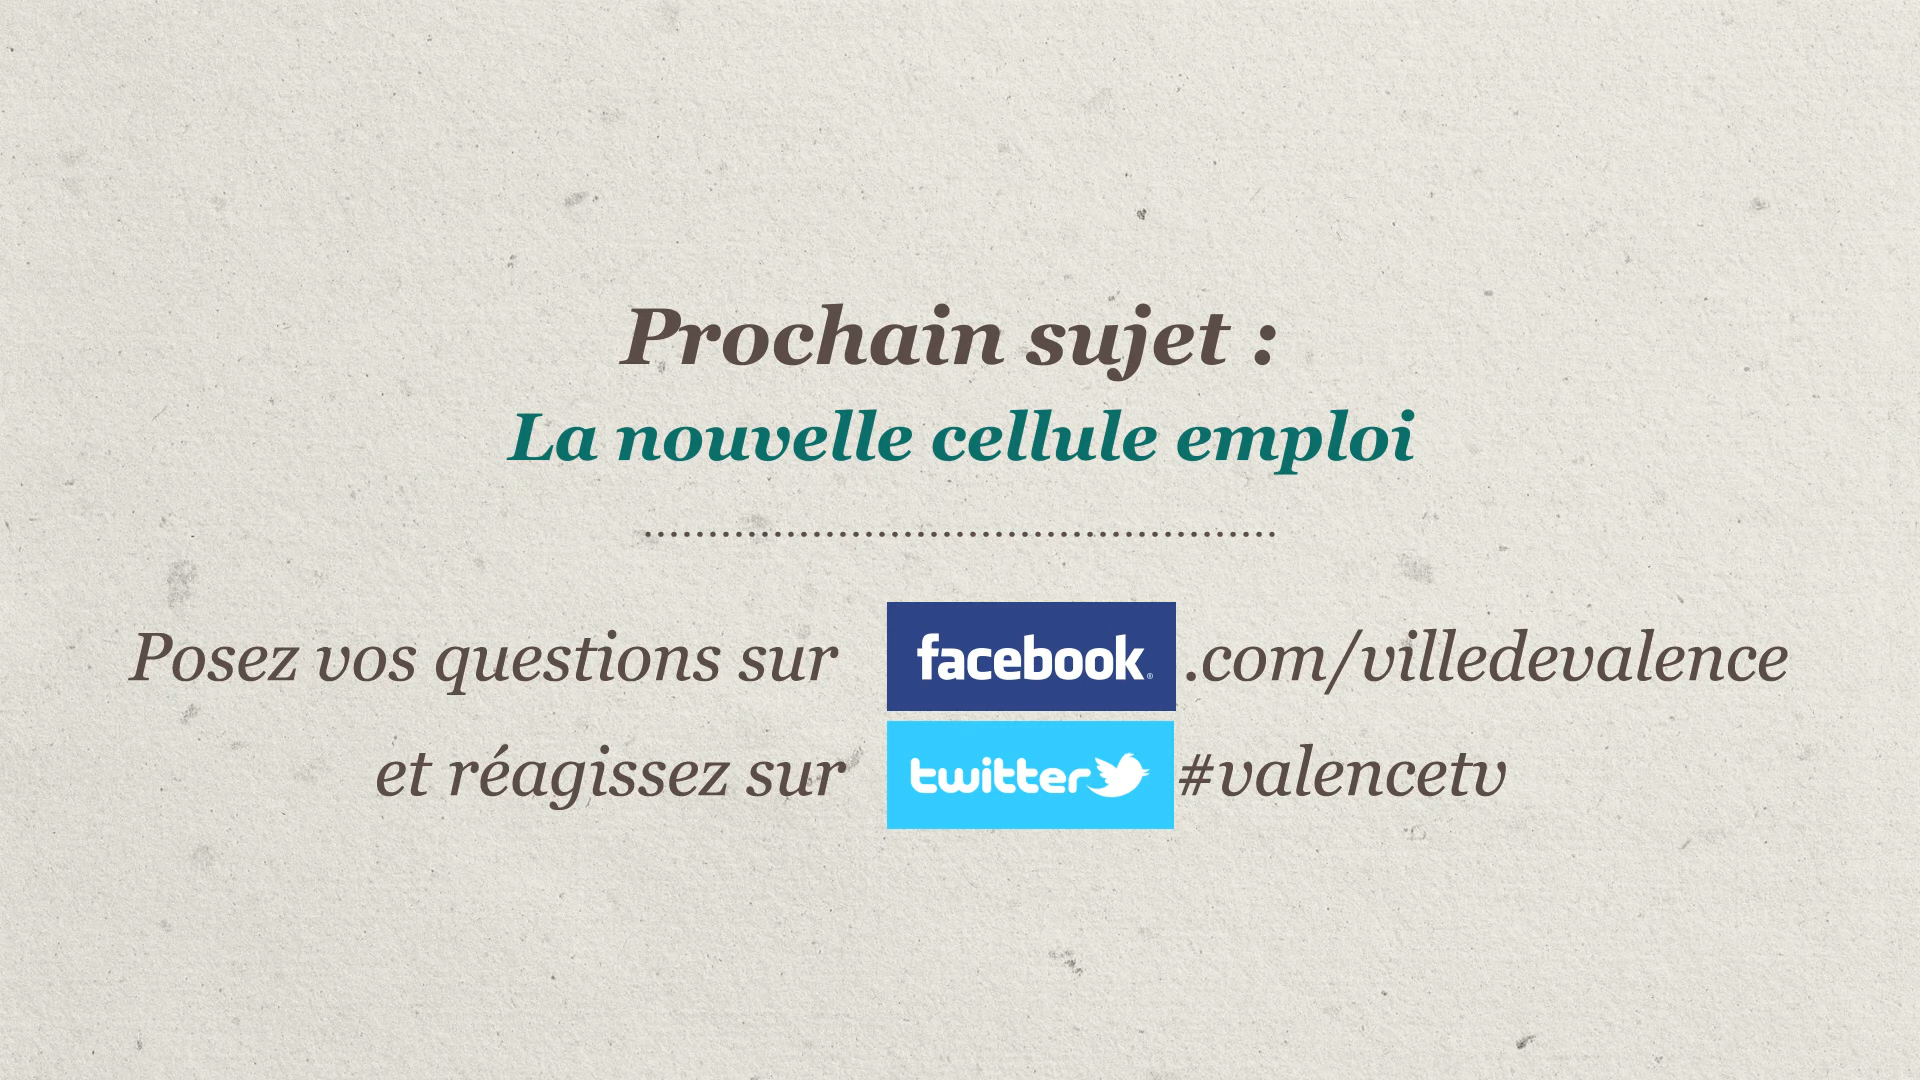 Prochain sujet :
La nouvelle cellule emploi
Posez vos questions sur facebook® .com/villedevalence
et réagissez sur twitter #valencetv